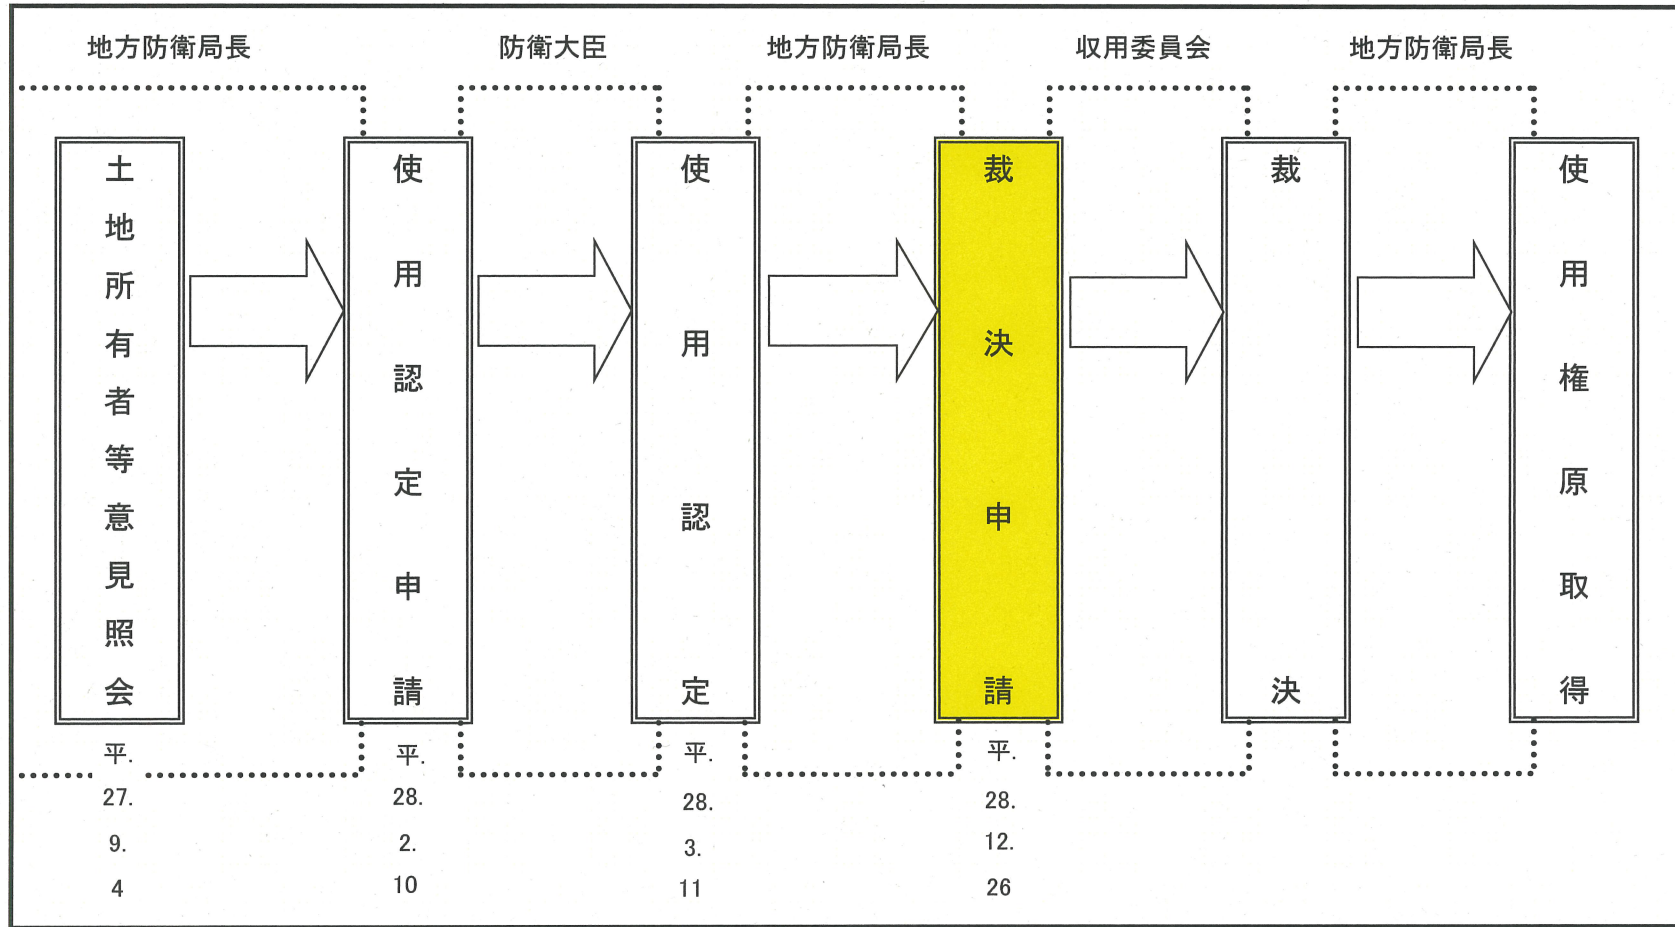 地方防衛局長
防衛大臣
地方防衛局長
収用委員会
地方防衛局長
土地所有者等意見照会
使用認定申請
使用認定
裁決申請
裁決
使用権原取得
平.
27.
9.
4
平.
28.
2.
10
平.
28.
3.
11
平.
28.
12.
26